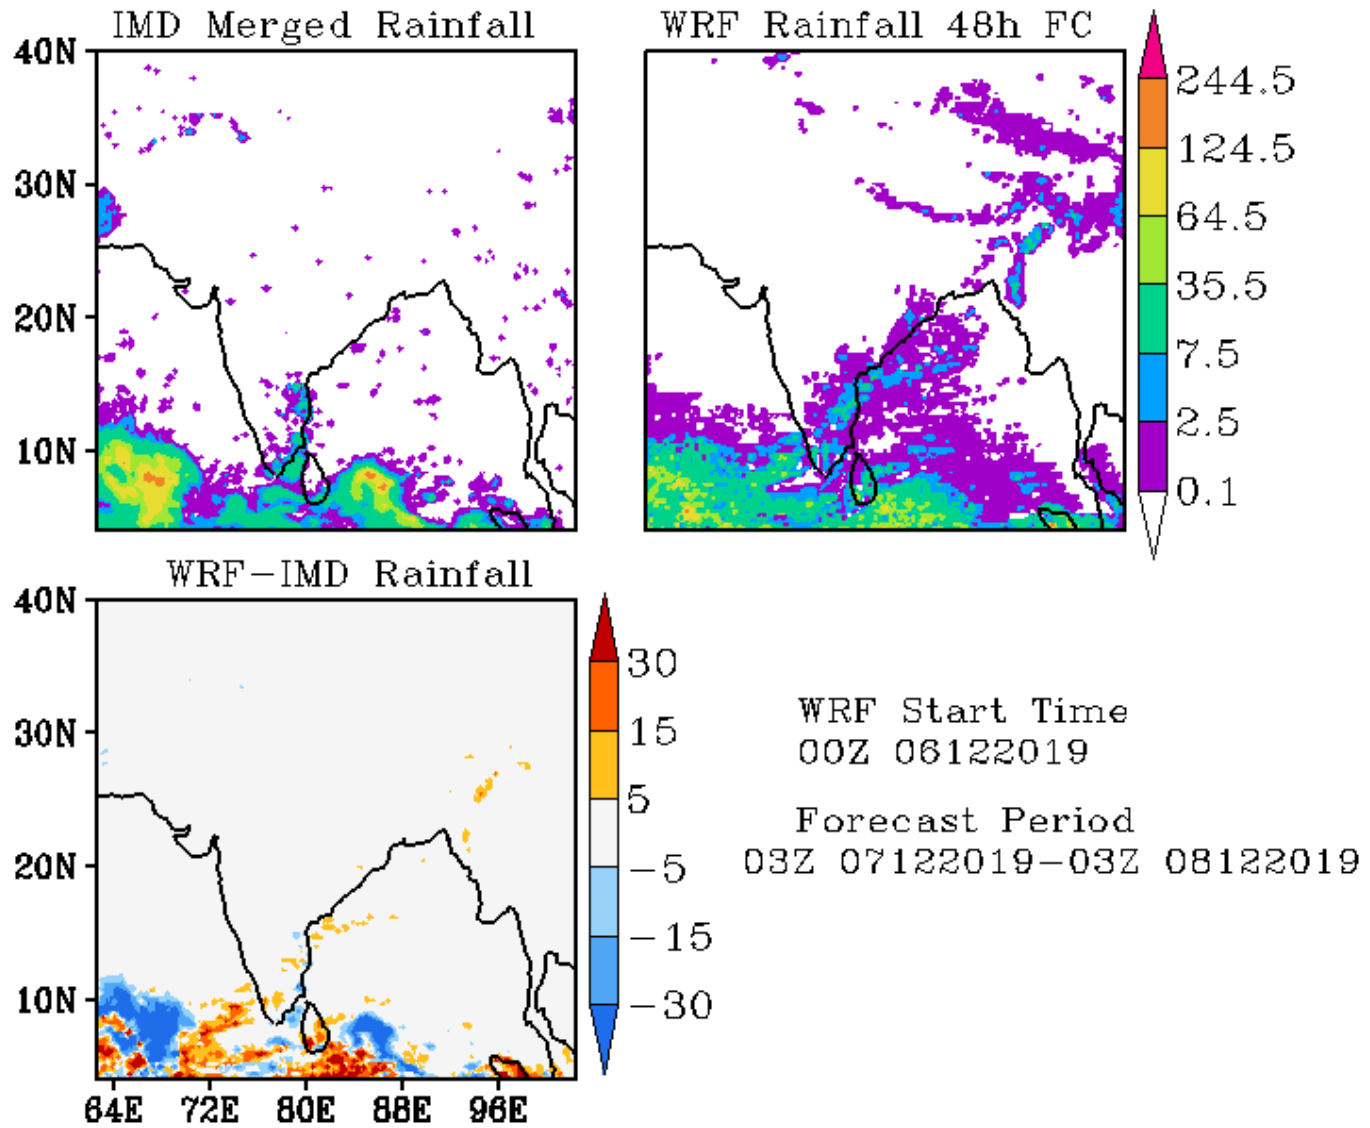 IMD Merged Rainfall
WRF Rainfall 48h FC
40N
30N
20N
10N
244.5
124.5
64.5
35.5
7.5
2.5
0.1
WRF-IMD Rainfall
40N
30N
20N
10N
64E 72E 80E 88E 96E
30
15
5
-5
-15
-30
WRF Start Time
00Z 06122019
Forecast Period
03Z 07122019-03Z 08122019